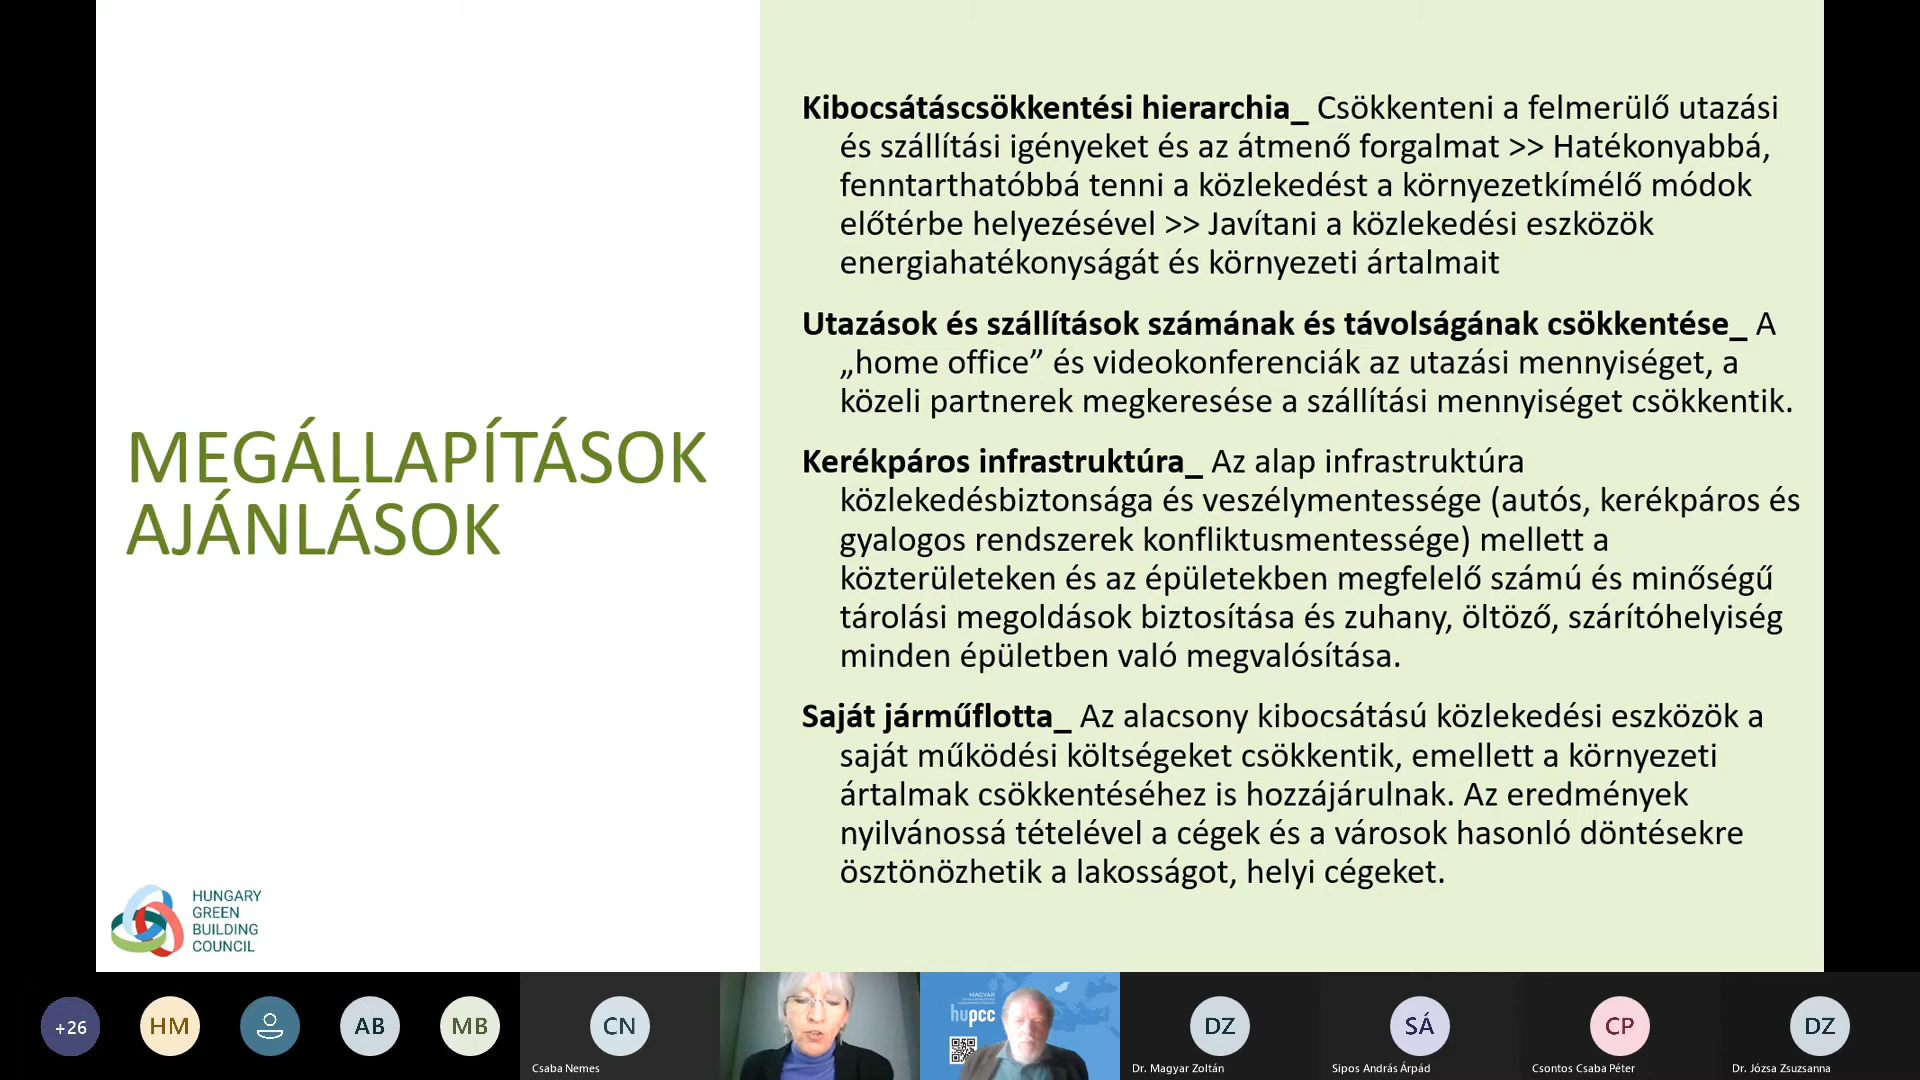 MEGÁLLAPÍTÁSOK
AJÁNLÁSOK
HUNGARY
GREEN
BUILDING
COUNCIL
Kibocsátáscsökkentési hierarchia_ Csökkenteni a felmerülő utazási
és szállítási igényeket és az átmenő forgalmat >> Hatékonyabbá,
fenntarthatóbbá tenni a közlekedést a környezetkímélő módok
előtérbe helyezésével >> Javítani a közlekedési eszközök
energiahatékonyságát és környezeti ártalmait
Utazások és szállítások számának és távolságának csökkentése_ A
„home office” és videokonferenciák az utazási mennyiséget, a
közeli partnerek megkeresése a szállítási mennyiséget csökkentik.
Kerékpáros infrastruktúra_ Az alap infrastruktúra
közlekedésbiztonsága és veszélymentessége (autós, kerékpáros és
gyalogos rendszerek konfliktusmentessége) mellett a
közterületeken és az épületekben megfelelő számú és minőségű
tárolási megoldások biztosítása és zuhany, öltöző, szárítóhelyiség
minden épületben való megvalósítása.
Saját járműflotta_ Az alacsony kibocsátású közlekedési eszközök a
saját működési költségeket csökkentik, emellett a környezeti
ártalmak csökkentéséhez is hozzájárulnak. Az eredmények
nyilvánossá tételével a cégek és a városok hasonló döntésekre
ösztönözhetik a lakosságot, helyi cégeket.
+26
HM
AB
MB
CN
Csaba Nemes
MAGYAR
hupcc
DZ
Dr. Magyar Zoltán
SÁ
Sipos András Árpád
CP
Csontos Csaba Péter
DZ
Dr. Józsa Zsuzsanna